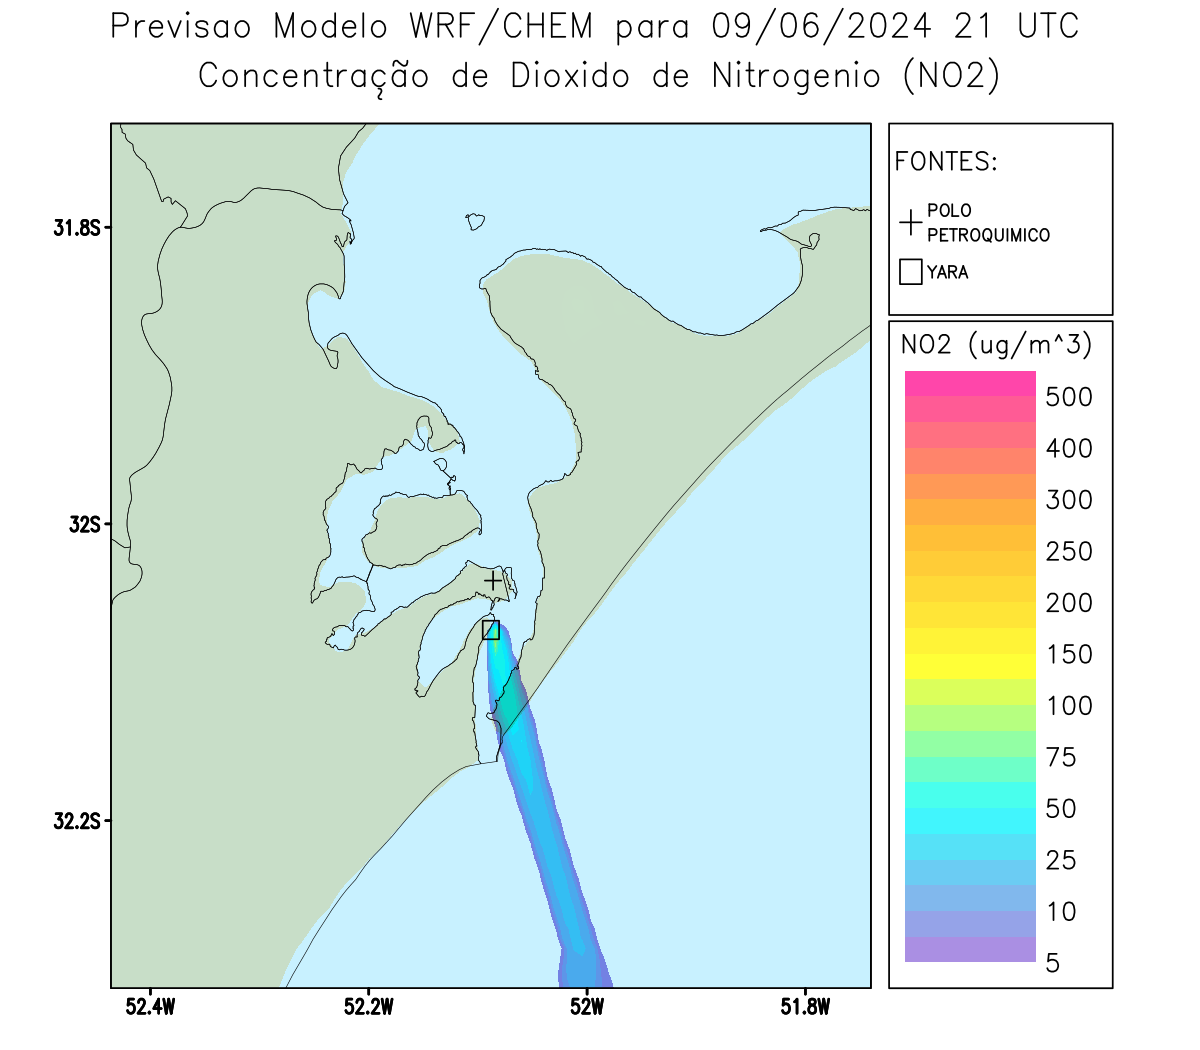 Previsao Modelo WRF/CHEM para 09/06/2024 21 UTC
Concentração de Dioxido de Nitrogenio (NO2)
FONTES:
POLO
PETROQUIMICO
YARA
NO2 (ug/m^3)
500
400
300
250
200
150
100
75
50
25
10
5
31.8S
32S
32.2S
52.4W
52.2W
52W
51.8W